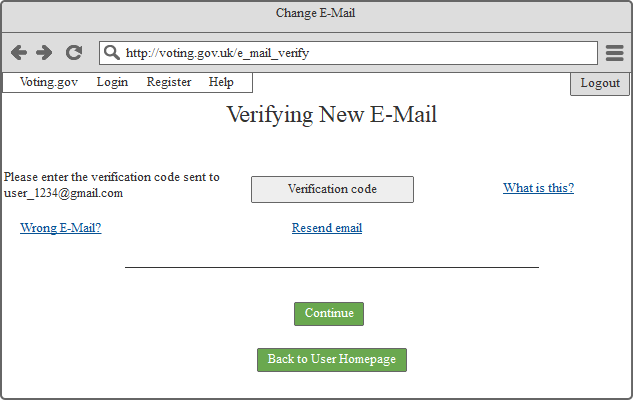 Change E-Mail
http://voting.gov.uk/e_mail_verify
Voting.gov Login Register Help Logout
Verifying New E-Mail
Please enter the verification code sent to
user_1234@gmail.com
Verification code
What is this?
Wrong E-Mail? Resend email
Continue
Back to User Homepage